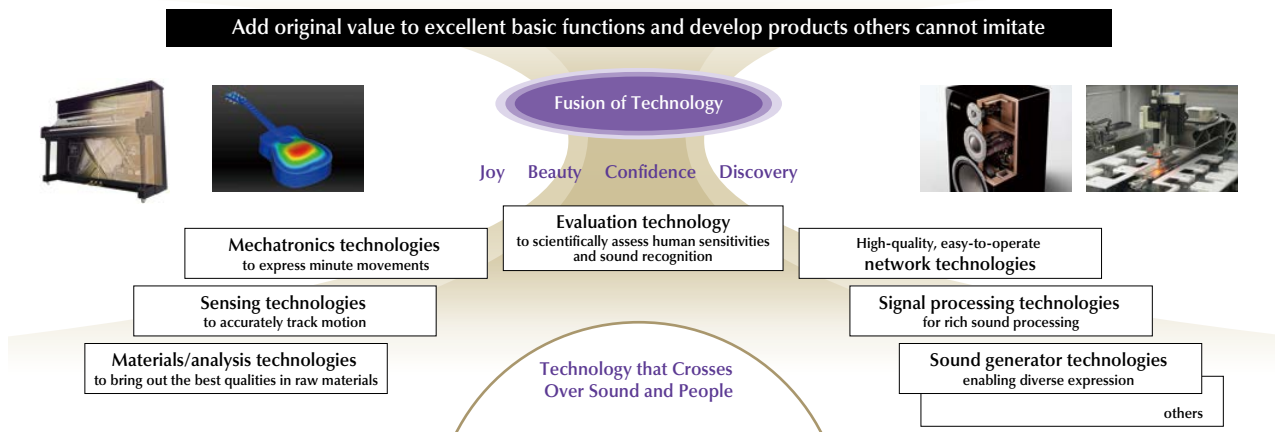 Add original value to excellent basic functions and develop products others cannot imitate
Fusion of Technology
Joy Beauty Confidence Discovery
Evaluation technology
to scientifically assess human sensitivities
and sound recognition
Mechatronics technologies
to express minute movements
High-quality, easy-to-operate
network technologies
Sensing technologies
to accurately track motion
Signal processing technologies
for rich sound processing
Materials/analysis technologies
to bring out the best qualities in raw materials
Technology that Crosses
Over Sound and People
Sound generator technologies
enabling diverse expression
others